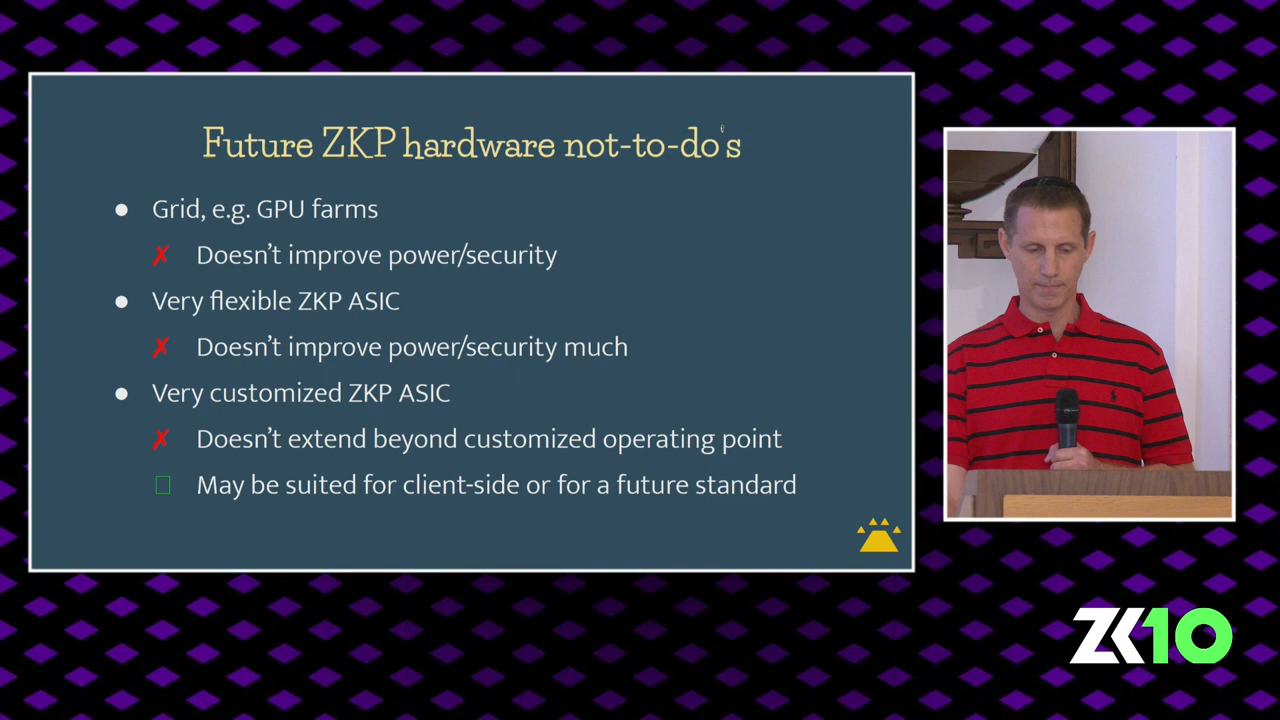 Future ZKP hardware not-to-do's
● Grid, e.g. GPU farms
✗ Doesn't improve power/security
● Very flexible ZKP ASIC
✗ Doesn't improve power/security much
● Very customized ZKP ASIC
✗ Doesn't extend beyond customized operating point
May be suited for client-side or for a future standard
ZK10